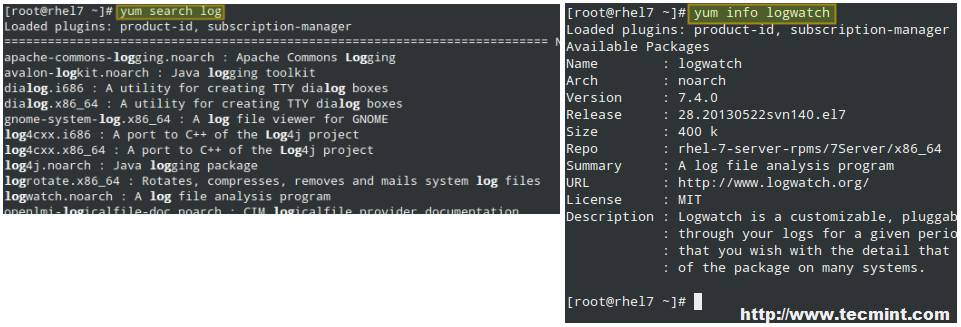 [root@rhel7 ~]# yum search log
Loaded plugins: product-id, subscription-manager
=========================================================================== N
apache-commons-logging.noarch : Apache Commons Logging
avalon-logkit.noarch : Java logging toolkit
dialog.i686 : A utility for creating TTY dialog boxes
dialog.x86_64 : A utility for creating TTY dialog boxes
gnome-system-log.x86_64 : A log file viewer for GNOME
log4cxx.i686 : A port to C++ of the Log4j project
log4cxx.x86_64 : A port to C++ of the Log4j project
log4j.noarch : Java logging package
logrotate.x86_64 : Rotates, compresses, removes and mails system log files
logwatch.noarch : A log file analysis program
openlmi-logicalfile-doc.noarch : CIM logicalfile provider documentation
[root@rhel7 ~]# yum info logwatch
Loaded plugins: product-id, subscription-manager
Available Packages
Name : logwatch
Arch : noarch
Version : 7.4.0
Release : 28.20130522svn140.el7
Size : 400 k
Repo : rhel-7-server-rpms/7Server/x86_64
Summary : A log file analysis program
URL : http://www.logwatch.org/
License : MIT
Description : Logwatch is a customizable, pluggab
: through your logs for a given perio
: that you wish with the detail that
: of the package on many systems.
[root@rhel7 ~]#
http://www.tecmint.com